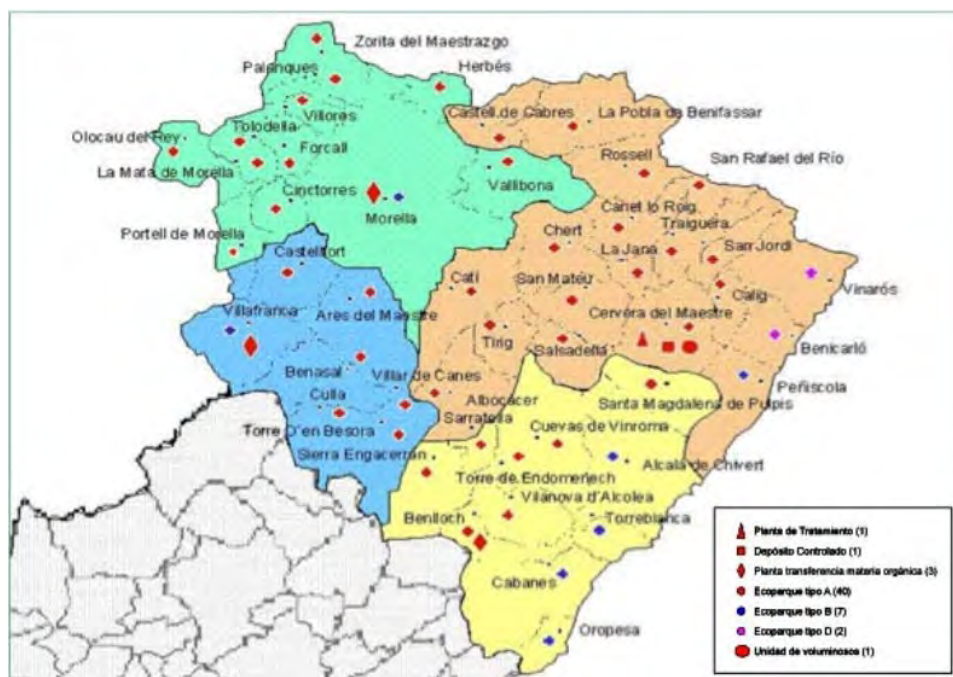 Zorita del Maestrazgo
Palanques
Herbés
Villores
Castell de Cabres
La Pobla de Benifassar
Olocau del Rey
Tolodella
Forcall
Rossell
San Rafael del Río
La Mata de Morella
Vallibona
Cinctorres
Morella
Canet lo Roig
Traiguera
Portell de Morella
Chert
La Jana
San Jordi
Castellfort
Catí
San Mateu
Calig
Vinarós
Villafranca
Ares del Maestre
Cervera del Maestre
Tirig
Salsadella
Benicarló
Benasal
Villar de Canes
Peñiscola
Culla
Albocacer
Santa Magdalena de Pulpis
Torre D'en Besora
Sarratella
Cuevas de Vinroma
Sierra Engacerran
Alcalá de Chivert
Torre de Endomenech
Vilanova d'Alcolea
Benlloch
Torreblanca
Cabanes
Oropesa
Planta de Tratamiento (1)
Depósito Controlado (1)
Planta transferencia materia orgánica (3)
Ecoparque tipo A (40)
Ecoparque tipo B (7)
Ecoparque tipo D (2)
Unidad de voluminosos (1)